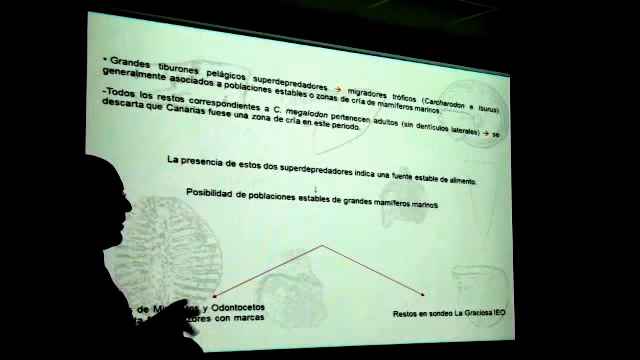 • Grandes tiburones pelágicos superdepredadores → migradores tróficos (Carcharodon e Isurus)
generalmente asociados a poblaciones estables o zonas de cría de mamíferos marinos.
-Todos los restos correspondientes a C. megalodon pertenecen adultos (sin dentículos laterales) → se
descarta que Canarias fuese una zona de cría en este periodo.
La presencia de estos dos superdepredadores indica una fuente estable de alimento.
↓
Posibilidad de poblaciones estables de grandes mamíferos marinos
de y Odontocetos
con marcas
Restos en sondeo La Graciosa IEO